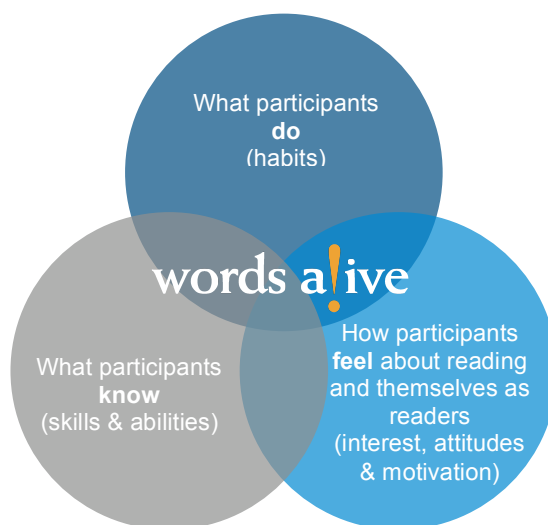 What participants
do
(habits)
words a!ive
What participants
know
(skills & abilities)
How participants
feel about reading
and themselves as
readers
(interest, attitudes
& motivation)